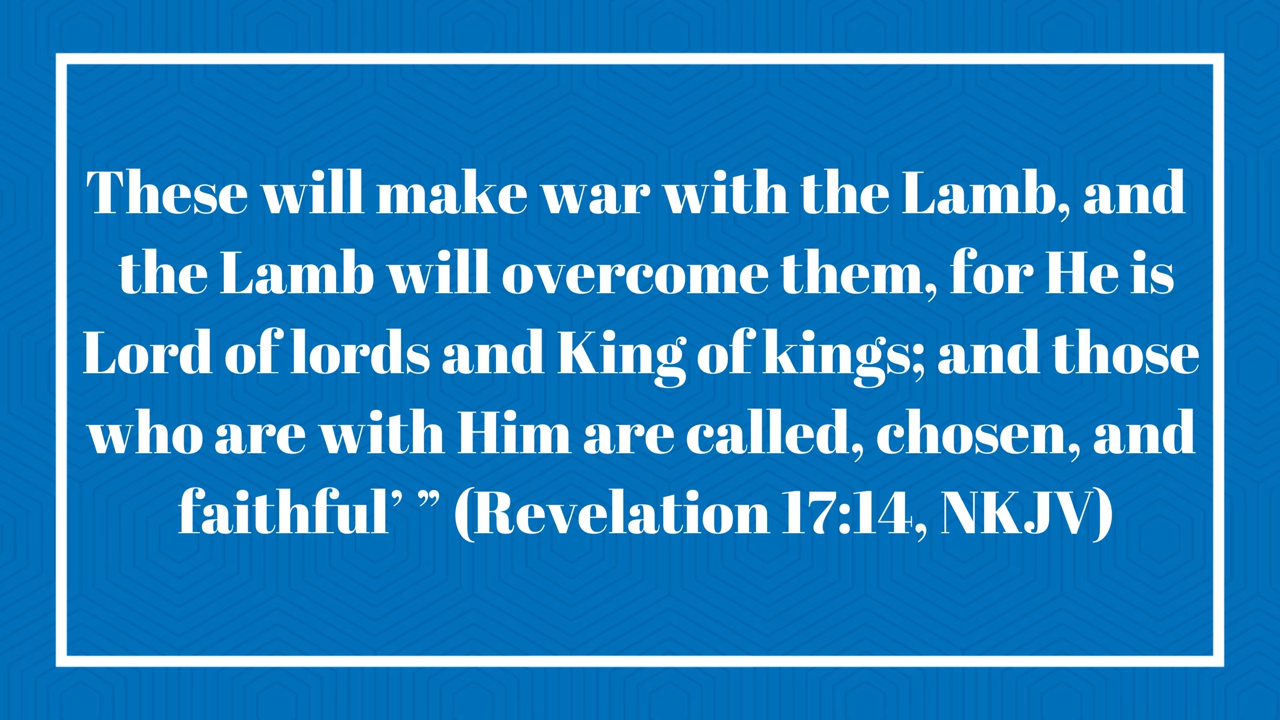 These will make war with the Lamb, and
the Lamb will overcome them, for He is
Lord of lords and King of kings; and those
who are with Him are called, chosen, and
faithful’ ” (Revelation 17:14, NKJV)